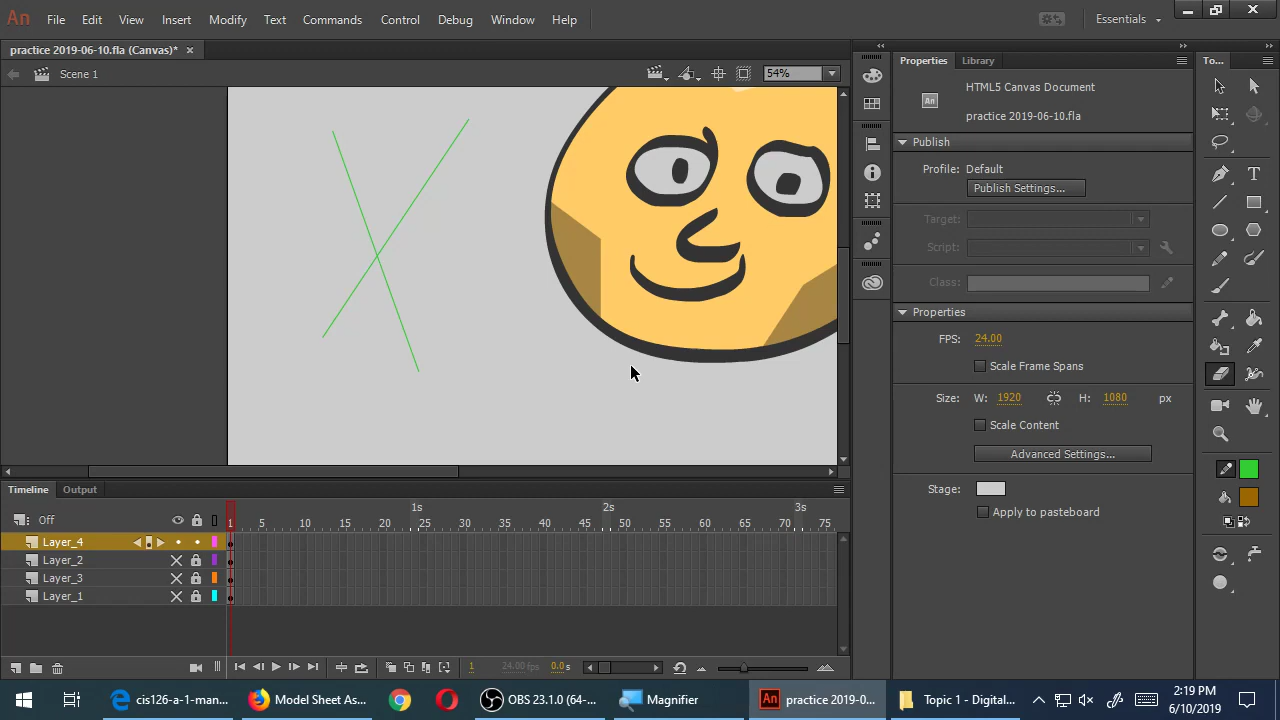 An File Edit View Insert Modify Text Commands Control Debug Window Help Essentials
practice 2019-06-10.fla (Canvas)* ×
Scene 1 54%
Properties Library
To...
HTML5 Canvas Document
An practice 2019-06-10.fla
Publish
Profile: Default
Publish Settings...
Target:
Script:
Class:
Properties
FPS: 24.00
Scale Frame Spans
Size: W: 1920 H: 1080 px
Scale Content
Advanced Settings...
Stage:
Apply to pasteboard
Timeline Output
1s 2s 3s
Off 1 5 10 15 20 25 30 35 40 45 50 55 60 65 70 75
Layer_4
Layer_2
Layer_3
Layer_1
1 24.00 fps 0.0 s
cis126-a-1-man... Model Sheet As... OBS 23.1.0 (64-... Magnifier An practice 2019-0... Topic 1 - Digital... 2:19 PM
6/10/2019